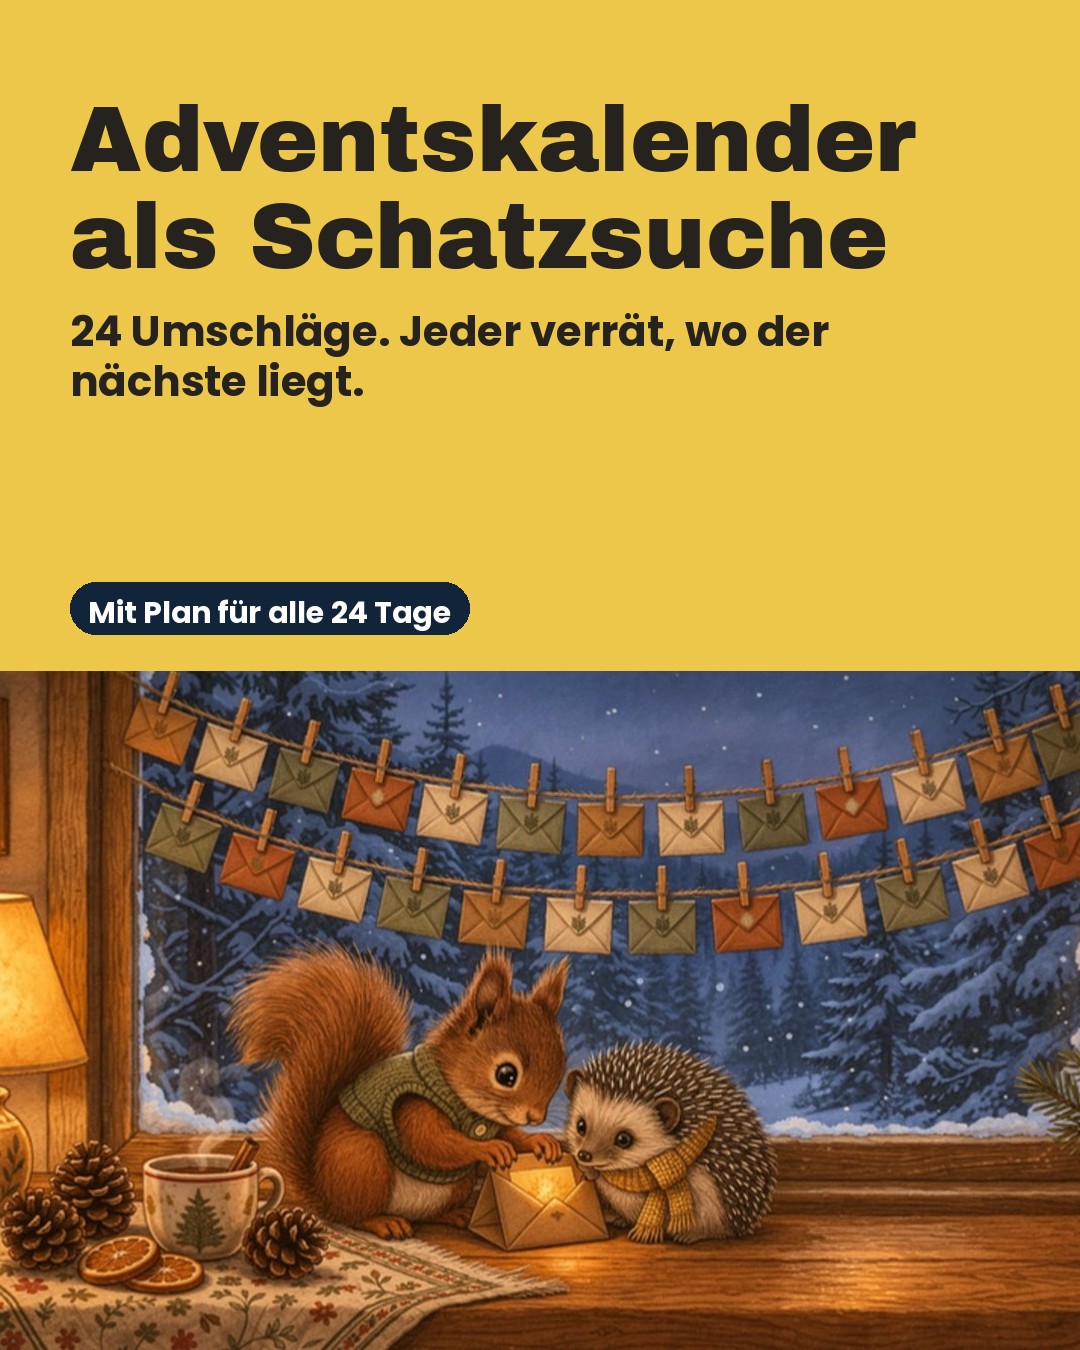 Adventskalender
als Schatzsuche
24 Umschläge. Jeder verrät, wo der
nächste liegt.
Mit Plan für alle 24 Tage